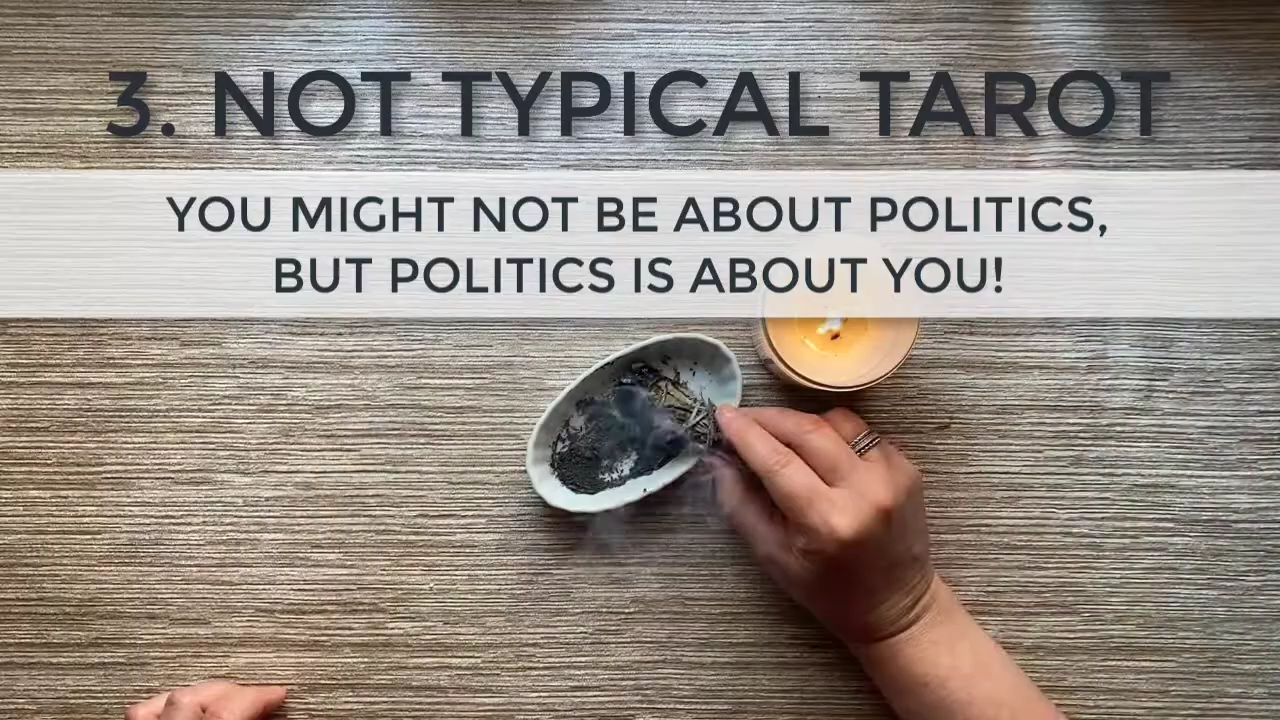 3. NOT TYPICAL TAROT
YOU MIGHT NOT BE ABOUT POLITICS,
BUT POLITICS IS ABOUT YOU!